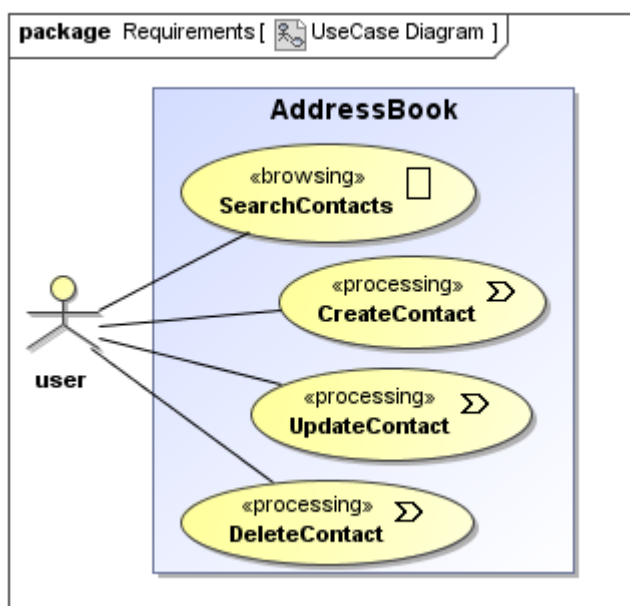 package Requirements [ UseCase Diagram ]
AddressBook
«browsing»
SearchContacts
«processing»
CreateContact
user
«processing»
UpdateContact
«processing»
DeleteContact